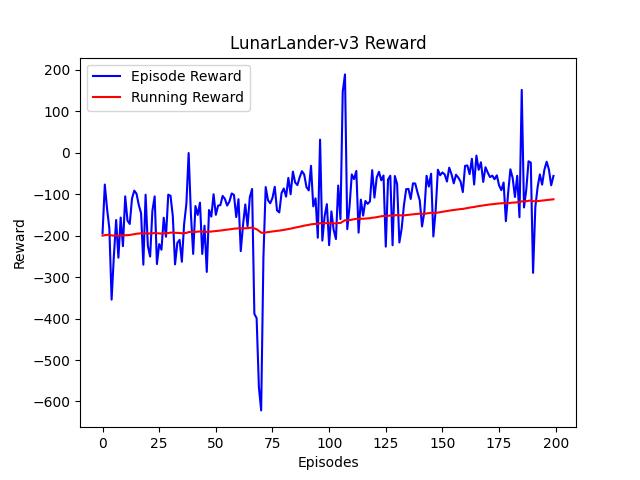 LunarLander-v3 Reward
Episode Reward
Running Reward
200
100
0
−100
−200
−300
−400
−500
−600
Reward
0 25 50 75 100 125 150 175 200
Episodes